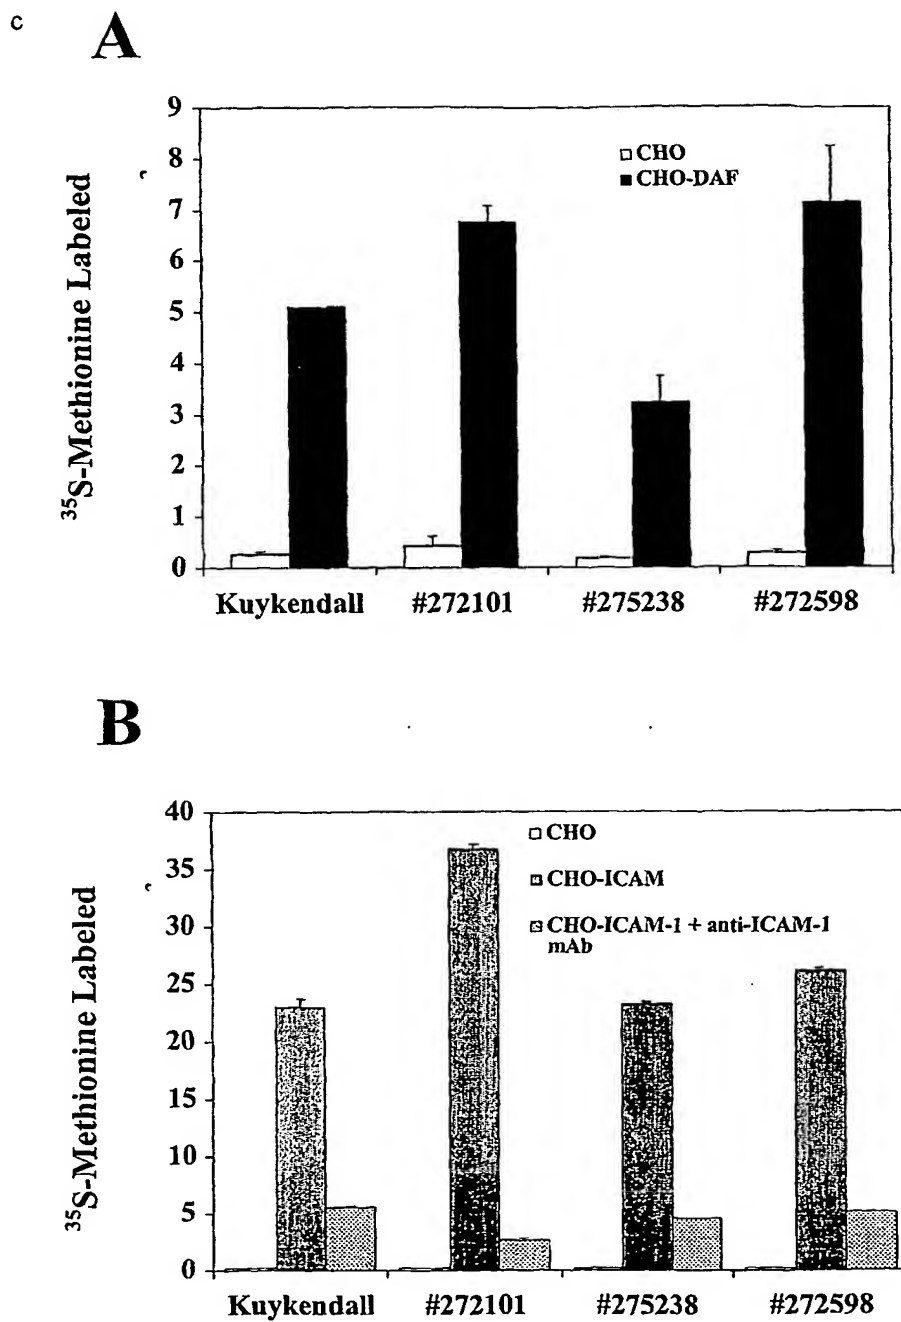 c
A
9
8
7
6
5
4
3
2
1
0
³⁵S-Methionine Labeled
CHO
CHO-DAF
Kuykendall #272101 #275238 #272598
B
40
35
30
25
20
15
10
5
0
³⁵S-Methionine Labeled
CHO
CHO-ICAM
CHO-ICAM-1 + anti-ICAM-1
mAb
Kuykendall #272101 #275238 #272598